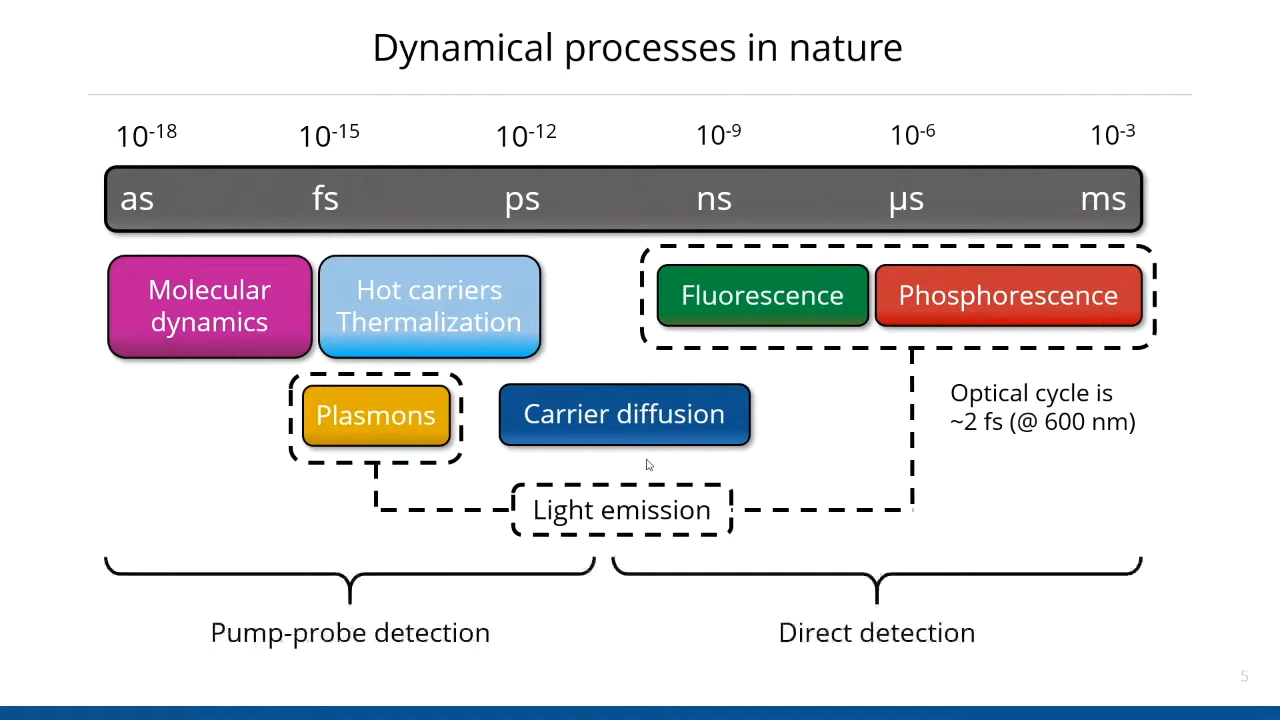 Dynamical processes in nature
10⁻¹⁸ 10⁻¹⁵ 10⁻¹² 10⁻⁹ 10⁻⁶ 10⁻³
as fs ps ns µs ms
Molecular
dynamics
Hot carriers
Thermalization
Fluorescence
Phosphorescence
Plasmons
Carrier diffusion
Optical cycle is
~2 fs (@ 600 nm)
Light emission
Pump-probe detection
Direct detection
5